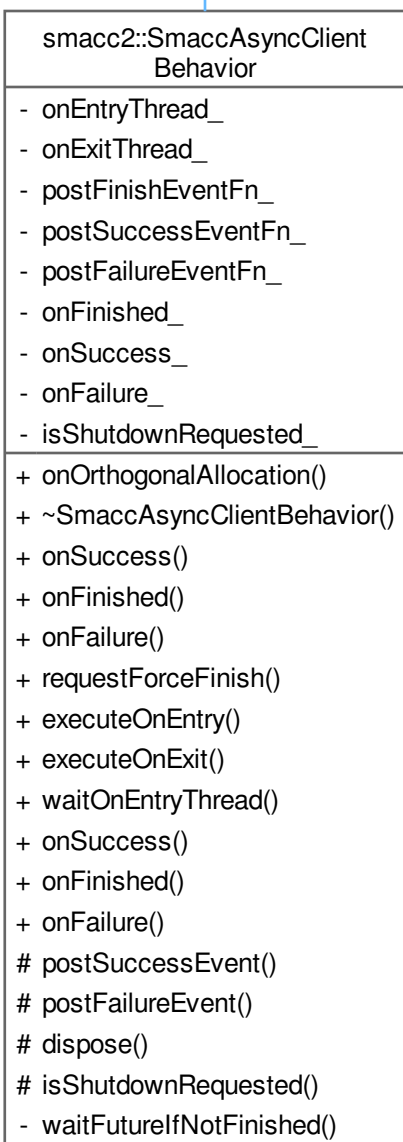 smacc2::SmaccAsyncClient
Behavior
- onEntryThread_
- onExitThread_
- postFinishEventFn_
- postSuccessEventFn_
- postFailureEventFn_
- onFinished_
- onSuccess_
- onFailure_
- isShutdownRequested_
+ onOrthogonalAllocation()
+ ~SmaccAsyncClientBehavior()
+ onSuccess()
+ onFinished()
+ onFailure()
+ requestForceFinish()
+ executeOnEntry()
+ executeOnExit()
+ waitOnEntryThread()
+ onSuccess()
+ onFinished()
+ onFailure()
# postSuccessEvent()
# postFailureEvent()
# dispose()
# isShutdownRequested()
- waitFutureIfNotFinished()